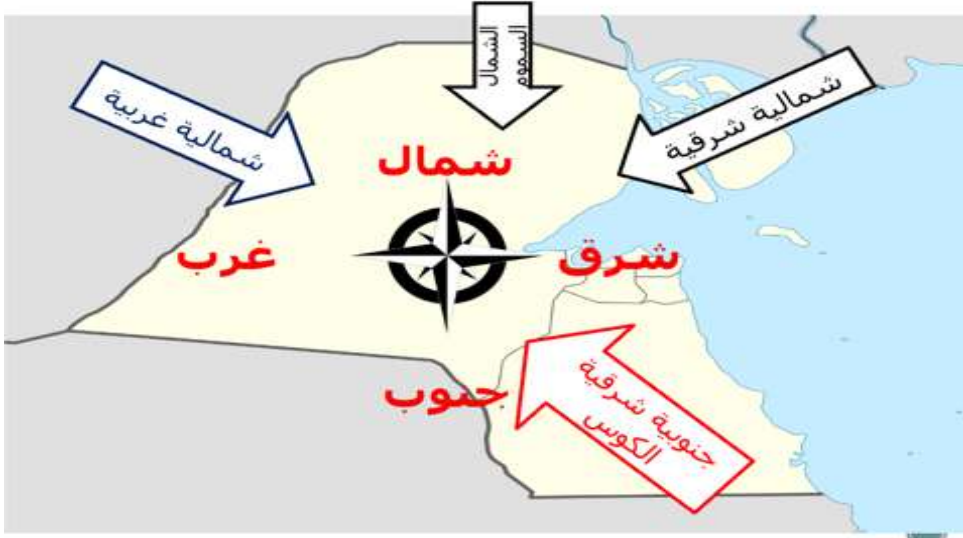 السموم
الشمال
شمالية شرقية
شمالية غربية
شمال
شرق
غرب
جنوب
جنوبية شرقية
الكوس